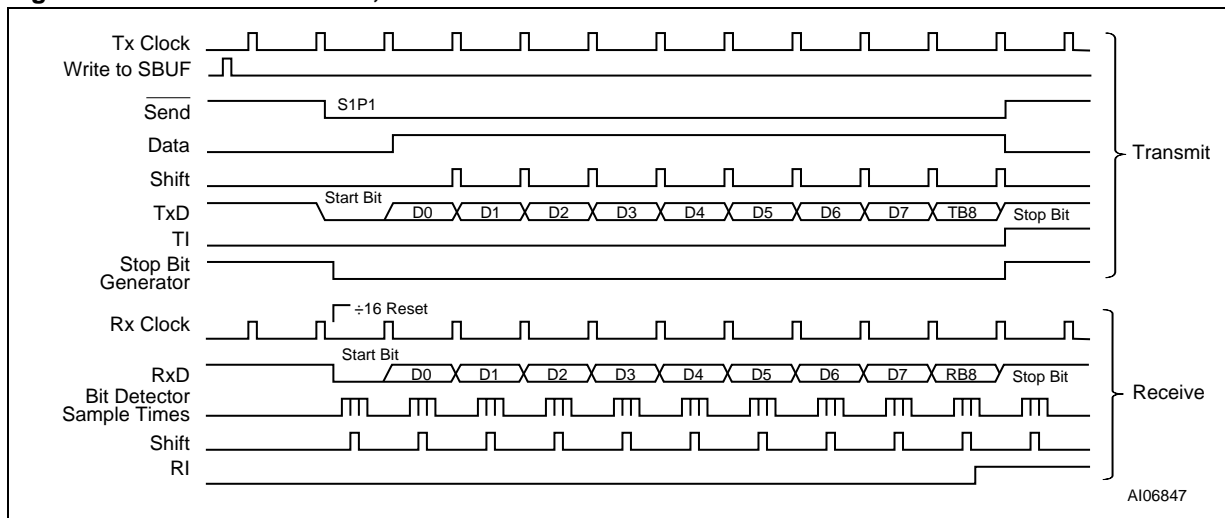 Tx Clock
Write to SBUF
Send
S1P1
Data
Shift
Start Bit
TxD
D0 D1 D2 D3 D4 D5 D6 D7 TB8 Stop Bit
TI
Stop Bit
Generator
Transmit
÷16 Reset
Rx Clock
Start Bit
RxD
D0 D1 D2 D3 D4 D5 D6 D7 RB8 Stop Bit
Bit Detector
Sample Times
Shift
RI
Receive
AI06847